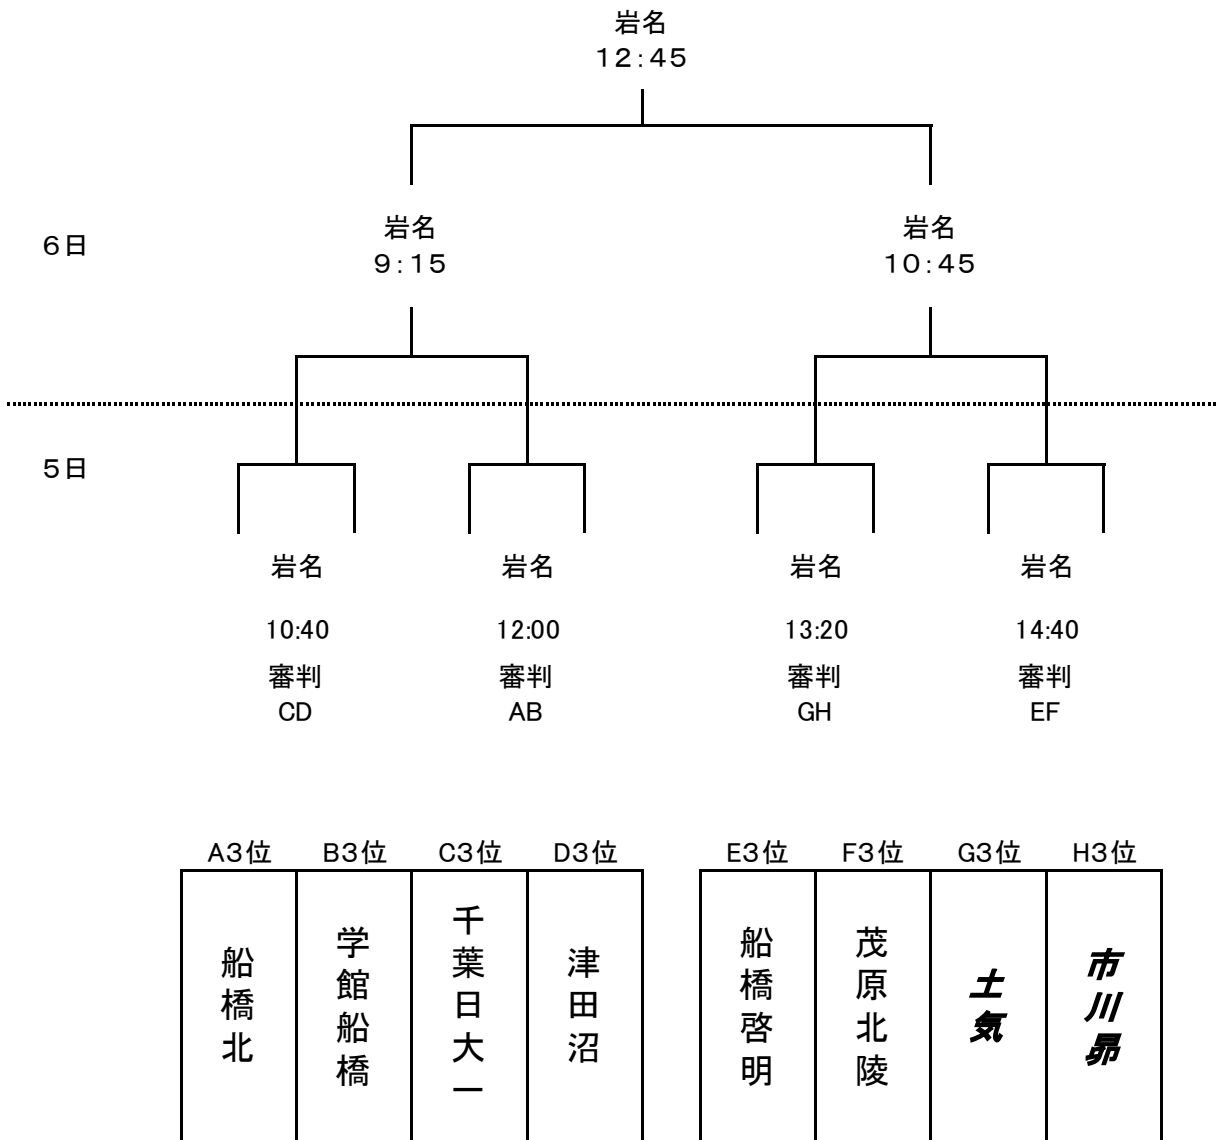 岩名
１２：４５
６日
岩名
９：１５
岩名
１０：４５
５日
岩名
岩名
岩名
岩名
10:40
12:00
13:20
14:40
審判
審判
審判
審判
CD
AB
GH
EF
A３位
B３位
C３位
D３位
E３位
F３位
G３位
H３位
船橋北
学館船橋
千葉日大一
津田沼
船橋啓明
茂原北陵
土気
市川昴